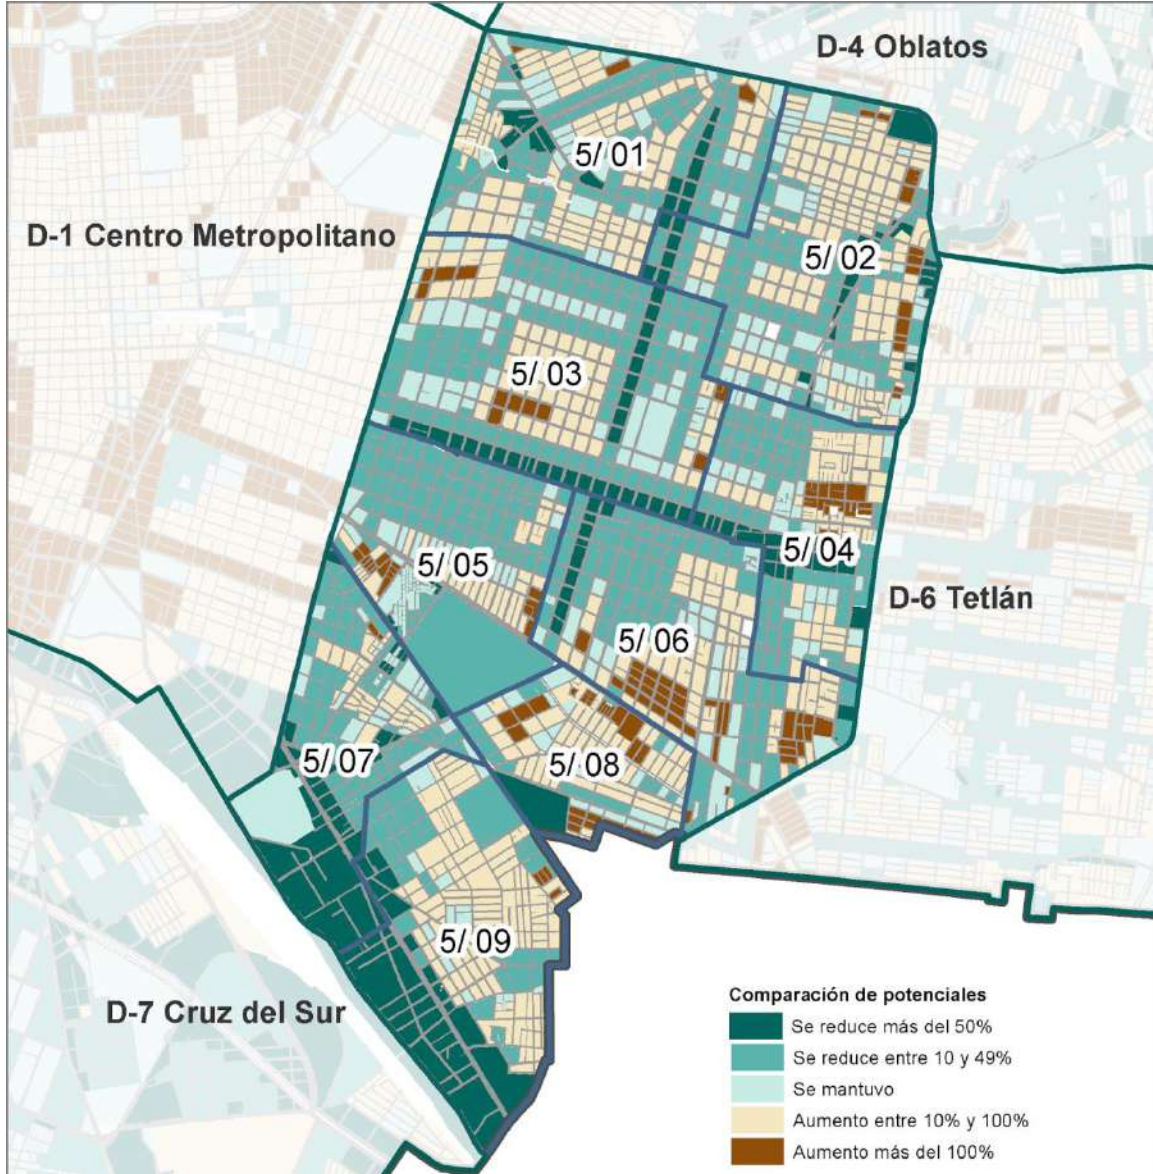 D-4 Oblatos
5/ 01
D-1 Centro Metropolitano
5/ 02
5/ 03
5/ 04
5/ 05
D-6 Tetlán
5/ 06
5/ 07
5/ 08
5/ 09
D-7 Cruz del Sur
Comparación de potenciales
Se reduce más del 50%
Se reduce entre 10 y 49%
Se mantuvo
Aumento entre 10% y 100%
Aumento más del 100%